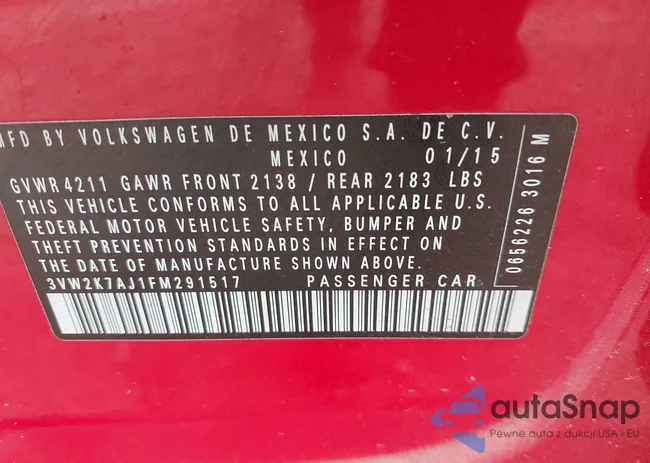 MFD BY VOLKSWAGEN DE MEXICO S.A. DE C.V.
MEXICO 01/15
GVWR 4211 GAWR FRONT 2138 / REAR 2183 LBS
THIS VEHICLE CONFORMS TO ALL APPLICABLE U.S.
FEDERAL MOTOR VEHICLE SAFETY, BUMPER AND
THEFT PREVENTION STANDARDS IN EFFECT ON
THE DATE OF MANUFACTURE SHOWN ABOVE.
3VW2K7AJ1FM291517 PASSENGER CAR
0656226 3016 M
autaSnap
Pewne auta z aukcji USA i EU